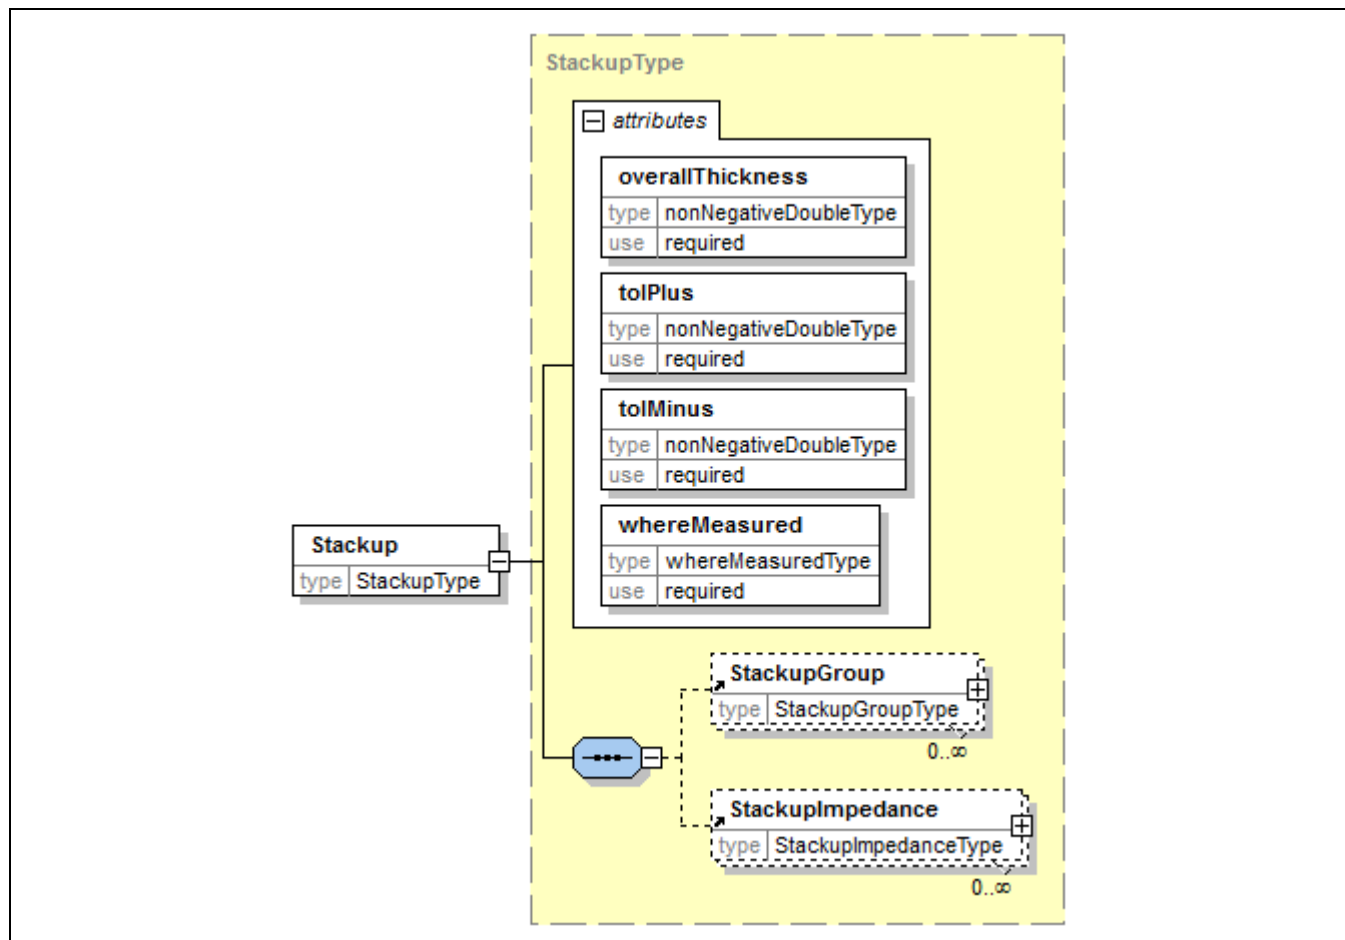 StackupType
attributes
overallThickness
type nonNegativeDoubleType
use required
tolPlus
type nonNegativeDoubleType
use required
tolMinus
type nonNegativeDoubleType
use required
whereMeasured
type whereMeasuredType
use required
Stackup
type StackupType
StackupGroup
type StackupGroupType
0..∞
StackupImpedance
type StackupImpedanceType
0..∞